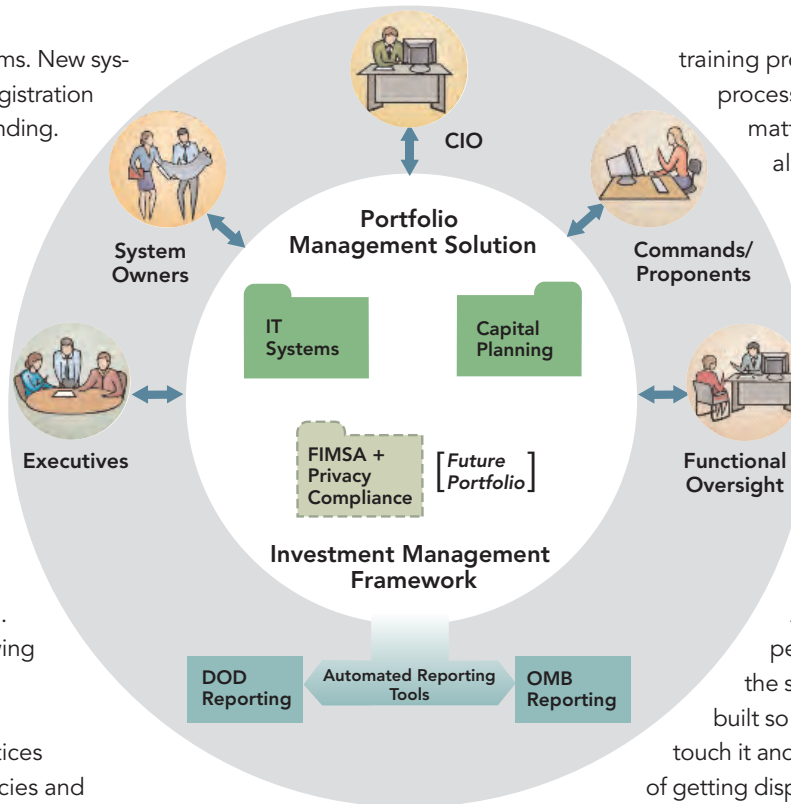 ms. New sys-
gistration
nding.
training pro
process
matt
al
CIO
System
Owners
Portfolio
Management Solution
Commands/
Proponents
IT
Systems
Capital
Planning
Executives
FIMSA +
Privacy
Compliance
[Future
Portfolio]
Functional
Oversight
Investment Management
Framework
.
ing
tices
cies and
DOD
Reporting
Automated Reporting
Tools
OMB
Reporting
pe
the s
built so
touch it and
of getting disp